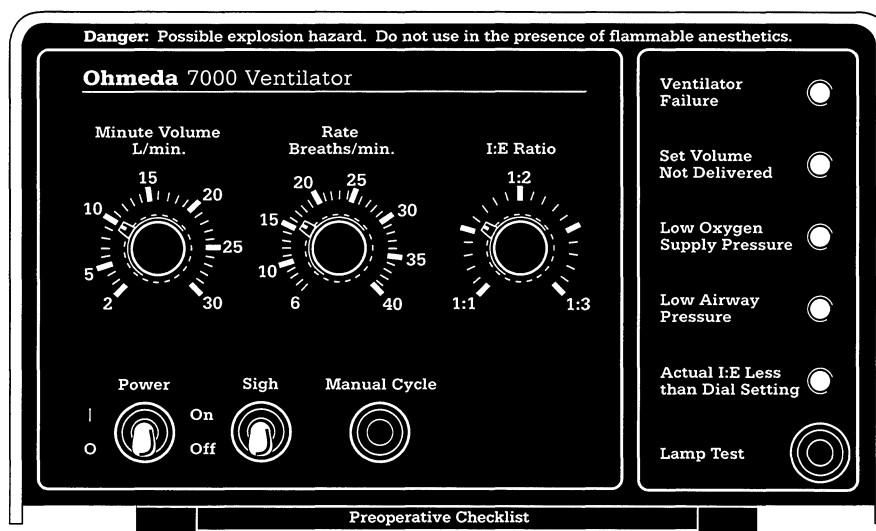 Danger: Possible explosion hazard. Do not use in the presence of flammable anesthetics.
Ohmeda 7000 Ventilator
Minute Volume
L/min.
2
5
10
15
20
25
30
Rate
Breaths/min.
6
10
15
20
25
30
35
40
I:E Ratio
1:1
1:2
1:3
Power
|
O
Sigh
On
Off
Manual Cycle
Ventilator
Failure
Set Volume
Not Delivered
Low Oxygen
Supply Pressure
Low Airway
Pressure
Actual I:E Less
than Dial Setting
Lamp Test
Preoperative Checklist